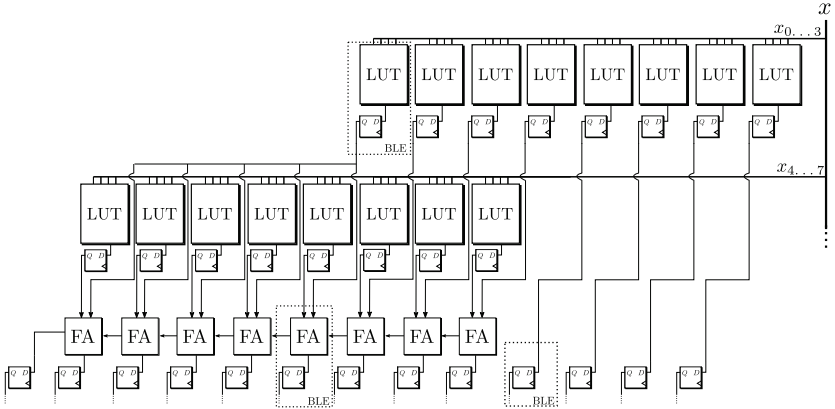 x
x0...3
LUT LUT LUT LUT LUT LUT LUT LUT
Q D Q D Q D Q D Q D Q D Q D Q D
BLE
x4...7
LUT LUT LUT LUT LUT LUT LUT LUT
Q D Q D Q D Q D Q D Q D Q D Q D
FA FA FA FA FA FA FA FA
Q D Q D Q D Q D Q D Q D Q D Q D Q D Q D Q D Q D Q D
BLE BLE